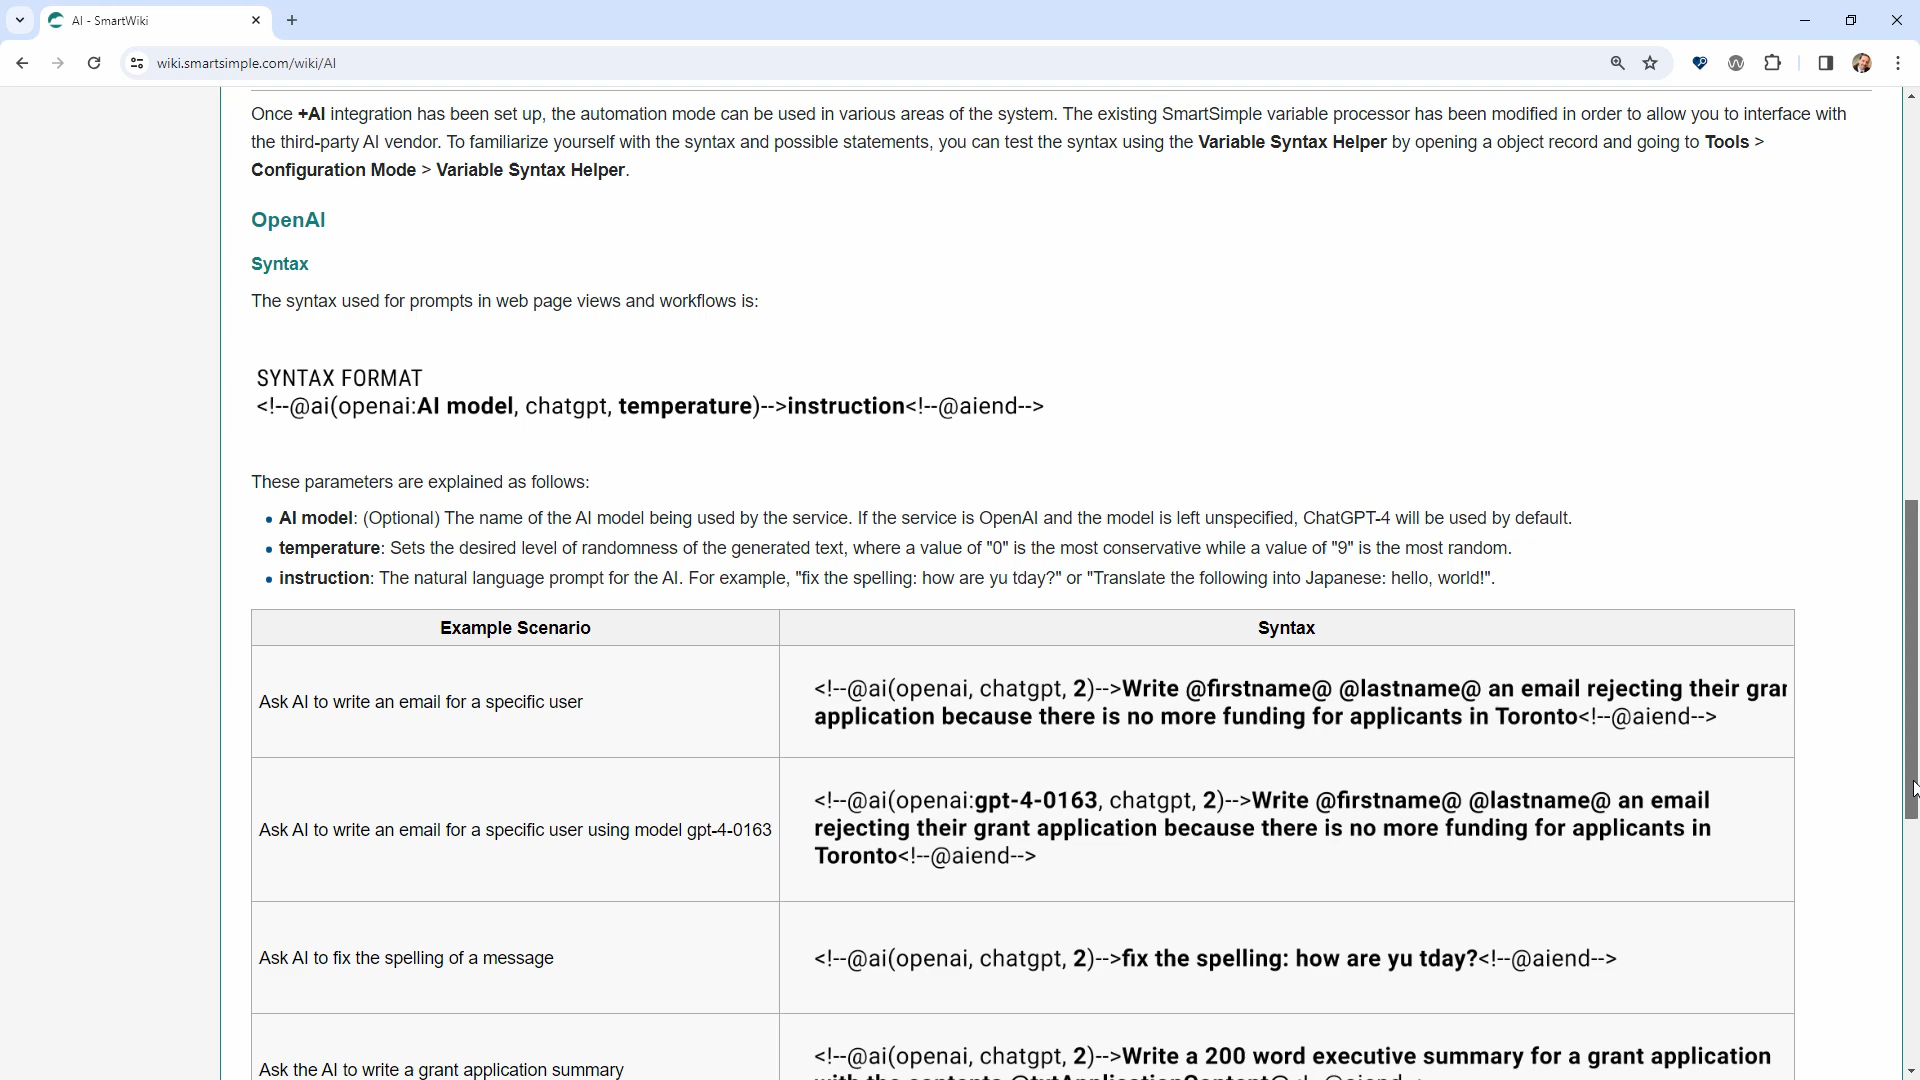 AI - SmartWiki
wiki.smartsimple.com/wiki/AI
Once +AI integration has been set up, the automation mode can be used in various areas of the system. The existing SmartSimple variable processor has been modified in order to allow you to interface with
the third-party AI vendor. To familiarize yourself with the syntax and possible statements, you can test the syntax using the Variable Syntax Helper by opening a object record and going to Tools >
Configuration Mode > Variable Syntax Helper.
OpenAI
Syntax
The syntax used for prompts in web page views and workflows is:
SYNTAX FORMAT
<!--@ai(openai:AI model, chatgpt, temperature)-->instruction<!--@aiend-->
These parameters are explained as follows:
AI model: (Optional) The name of the AI model being used by the service. If the service is OpenAI and the model is left unspecified, ChatGPT-4 will be used by default.
temperature: Sets the desired level of randomness of the generated text, where a value of "0" is the most conservative while a value of "9" is the most random.
instruction: The natural language prompt for the AI. For example, "fix the spelling: how are yu tday?" or "Translate the following into Japanese: hello, world!".
Example Scenario
Syntax
Ask AI to write an email for a specific user
<!--@ai(openai, chatgpt, 2)-->Write @firstname@ @lastname@ an email rejecting their
application because there is no more funding for applicants in Toronto<!--@aiend-->
Ask AI to write an email for a specific user using model gpt-4-0163
<!--@ai(openai:gpt-4-0163, chatgpt, 2)-->Write @firstname@ @lastname@ an email
rejecting their grant application because there is no more funding for applicants in
Toronto<!--@aiend-->
Ask AI to fix the spelling of a message
<!--@ai(openai, chatgpt, 2)-->fix the spelling: how are yu tday?<!--@aiend-->
Ask the AI to write a grant application summary
<!--@ai(openai, chatgpt, 2)-->Write a 200 word executive summary for a grant application